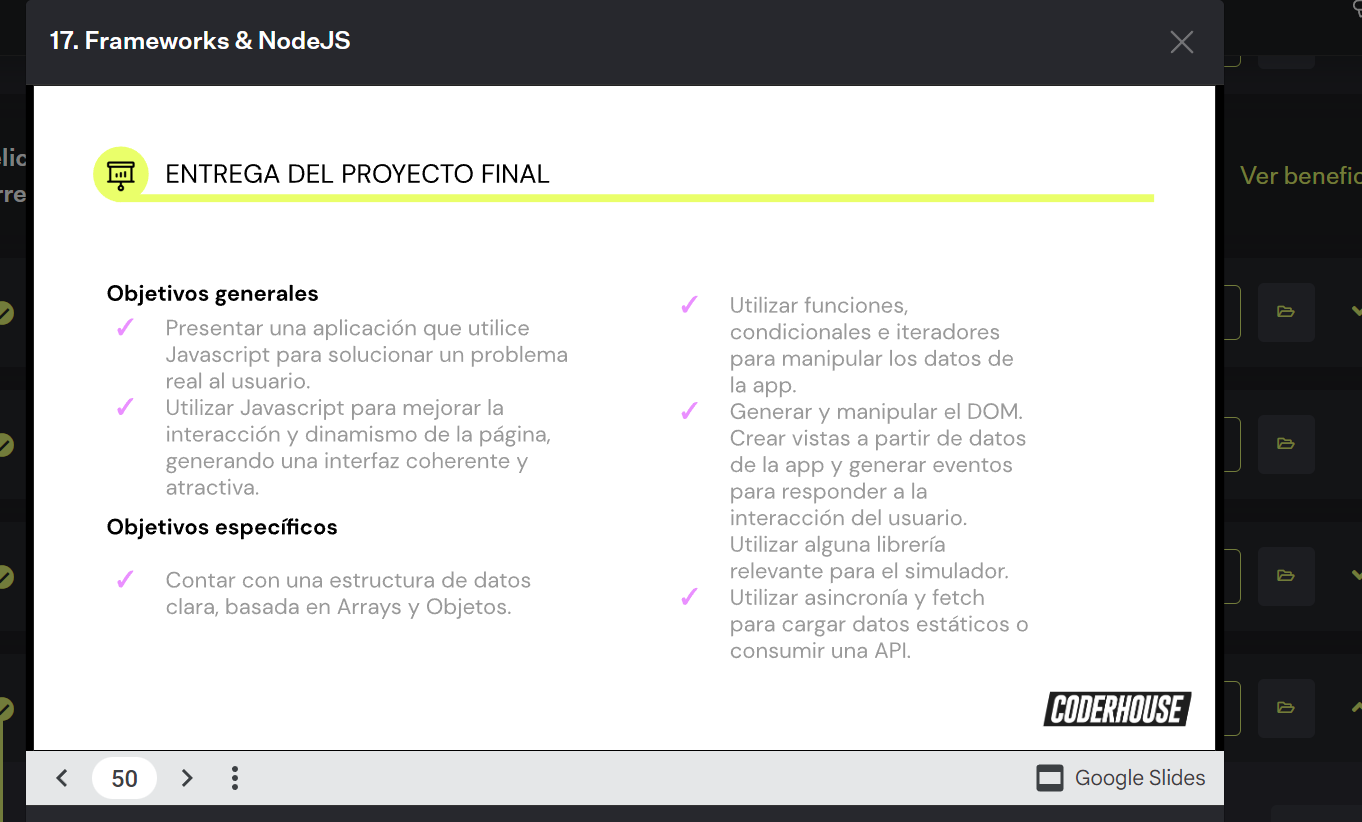 17. Frameworks & NodeJS
Ver benefic
ENTREGA DEL PROYECTO FINAL
Objetivos generales
Presentar una aplicación que utilice
Javascript para solucionar un problema
real al usuario.
Utilizar Javascript para mejorar la
interacción y dinamismo de la página,
generando una interfaz coherente y
atractiva.
Objetivos específicos
Contar con una estructura de datos
clara, basada en Arrays y Objetos.
Utilizar funciones,
condicionales e iteradores
para manipular los datos de
la app.
Generar y manipular el DOM.
Crear vistas a partir de datos
de la app y generar eventos
para responder a la
interacción del usuario.
Utilizar alguna librería
relevante para el simulador.
Utilizar asincronía y fetch
para cargar datos estáticos o
consumir una API.
CODERHOUSE
50
Google Slides